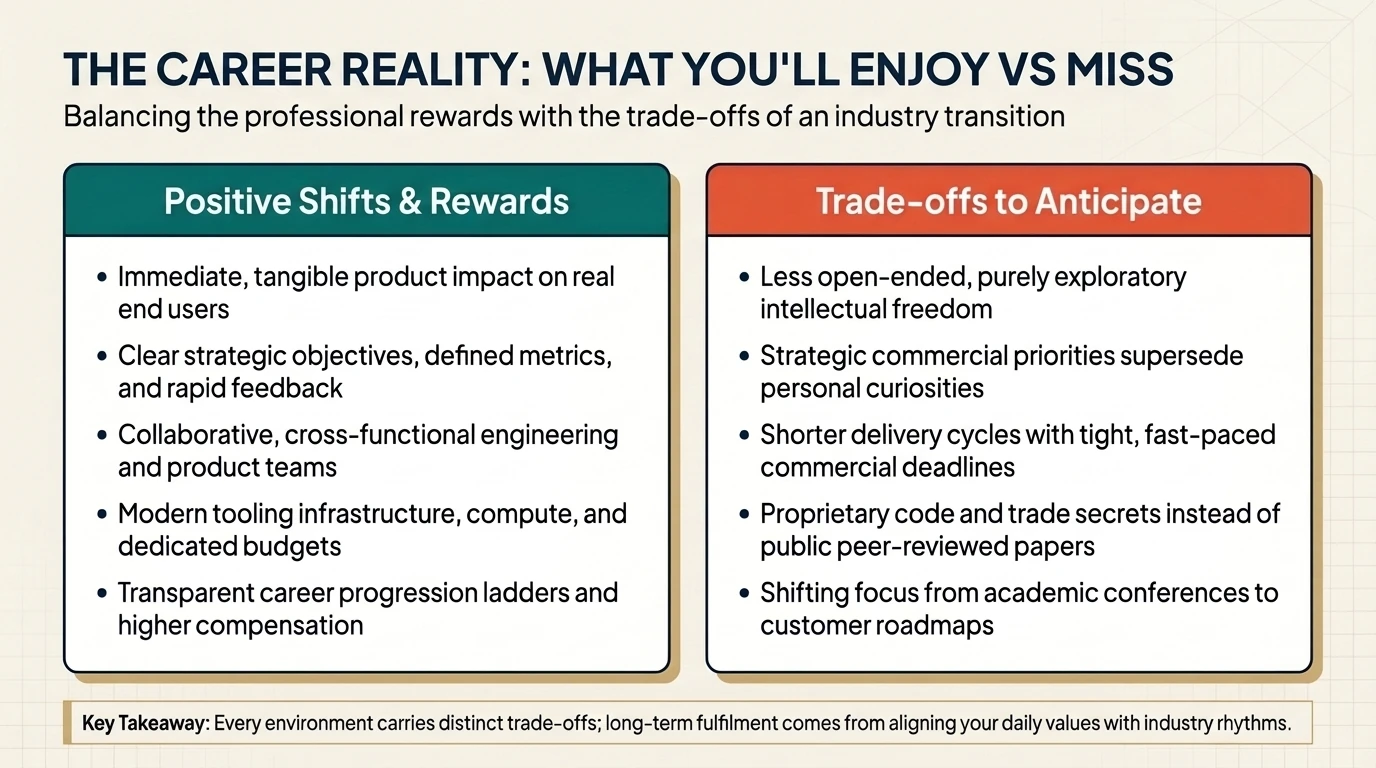 THE CAREER REALITY: WHAT YOU'LL ENJOY VS MISS
Balancing the professional rewards with the trade-offs of an industry transition
Positive Shifts & Rewards
• Immediate, tangible product impact on real
end users
• Clear strategic objectives, defined metrics,
and rapid feedback
• Collaborative, cross-functional engineering
and product teams
• Modern tooling infrastructure, compute, and
dedicated budgets
• Transparent career progression ladders and
higher compensation
Trade-offs to Anticipate
• Less open-ended, purely exploratory
intellectual freedom
• Strategic commercial priorities supersede
personal curiosities
• Shorter delivery cycles with tight, fast-paced
commercial deadlines
• Proprietary code and trade secrets instead of
public peer-reviewed papers
• Shifting focus from academic conferences to
customer roadmaps
Key Takeaway: Every environment carries distinct trade-offs; long-term fulfilment comes from aligning your daily values with industry rhythms.